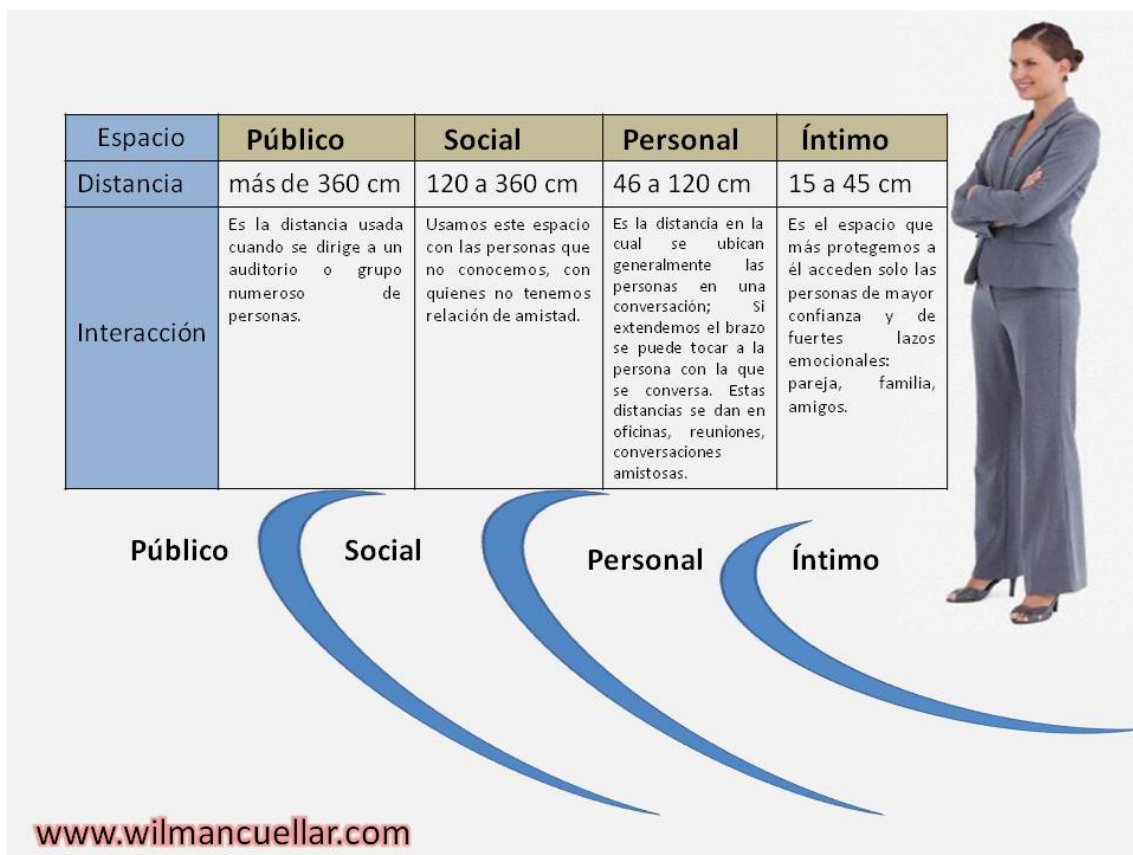 Espacio Público Social Personal Íntimo
Distancia más de 360 cm 120 a 360 cm 46 a 120 cm 15 a 45 cm
Interacción
Es la distancia usada
cuando se dirige a un
auditorio o grupo
numeroso de
personas.
Usamos este espacio
con las personas que
no conocemos, con
quienes no tenemos
relación de amistad.
Es la distancia en la
cual se ubican
generalmente las
personas en una
conversación; Si
extendemos el brazo
se puede tocar a la
persona con la que
se conversa. Estas
distancias se dan en
oficinas, reuniones,
conversaciones
amistosas.
Es el espacio que
más protegemos a
él acceden solo las
personas de mayor
confianza y de
fuertes lazos
emocionales:
pareja, familia,
amigos.
Público Social Personal Íntimo
www.wilmancuellar.com